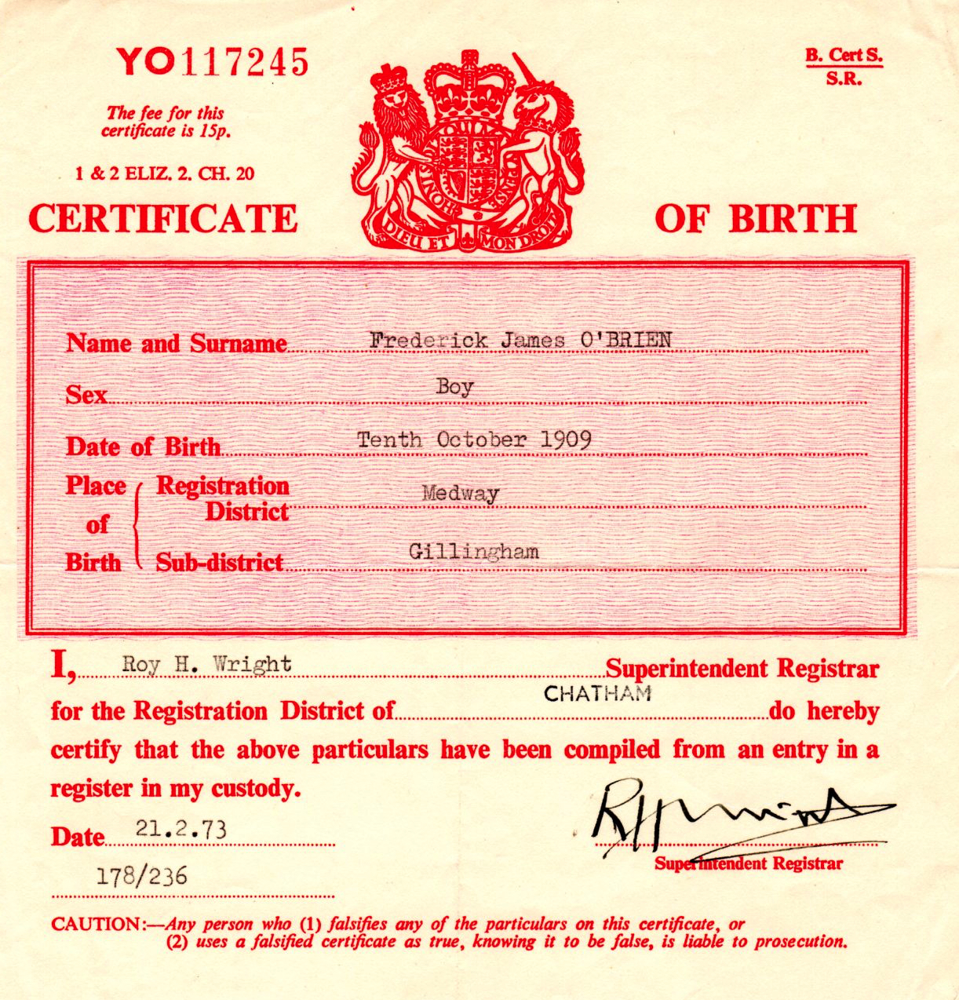 YO117245
B. Cert S.
S.R.
The fee for this
certificate is 15p.
1 & 2 ELIZ. 2. CH. 20
HONI SOIT QUI MAL Y PENSE
DIEU ET MON DROIT
CERTIFICATE OF BIRTH
Name and Surname Frederick James O'BRIEN
Sex Boy
Date of Birth Tenth October 1909
Place of Birth
Registration District Medway
Sub-district Gillingham
I, Roy H. Wright Superintendent Registrar
for the Registration District of CHATHAM do hereby
certify that the above particulars have been compiled from an entry in a
register in my custody.
Date 21.2.73
178/236
Superintendent Registrar
CAUTION:—Any person who (1) falsifies any of the particulars on this certificate, or
(2) uses a falsified certificate as true, knowing it to be false, is liable to prosecution.